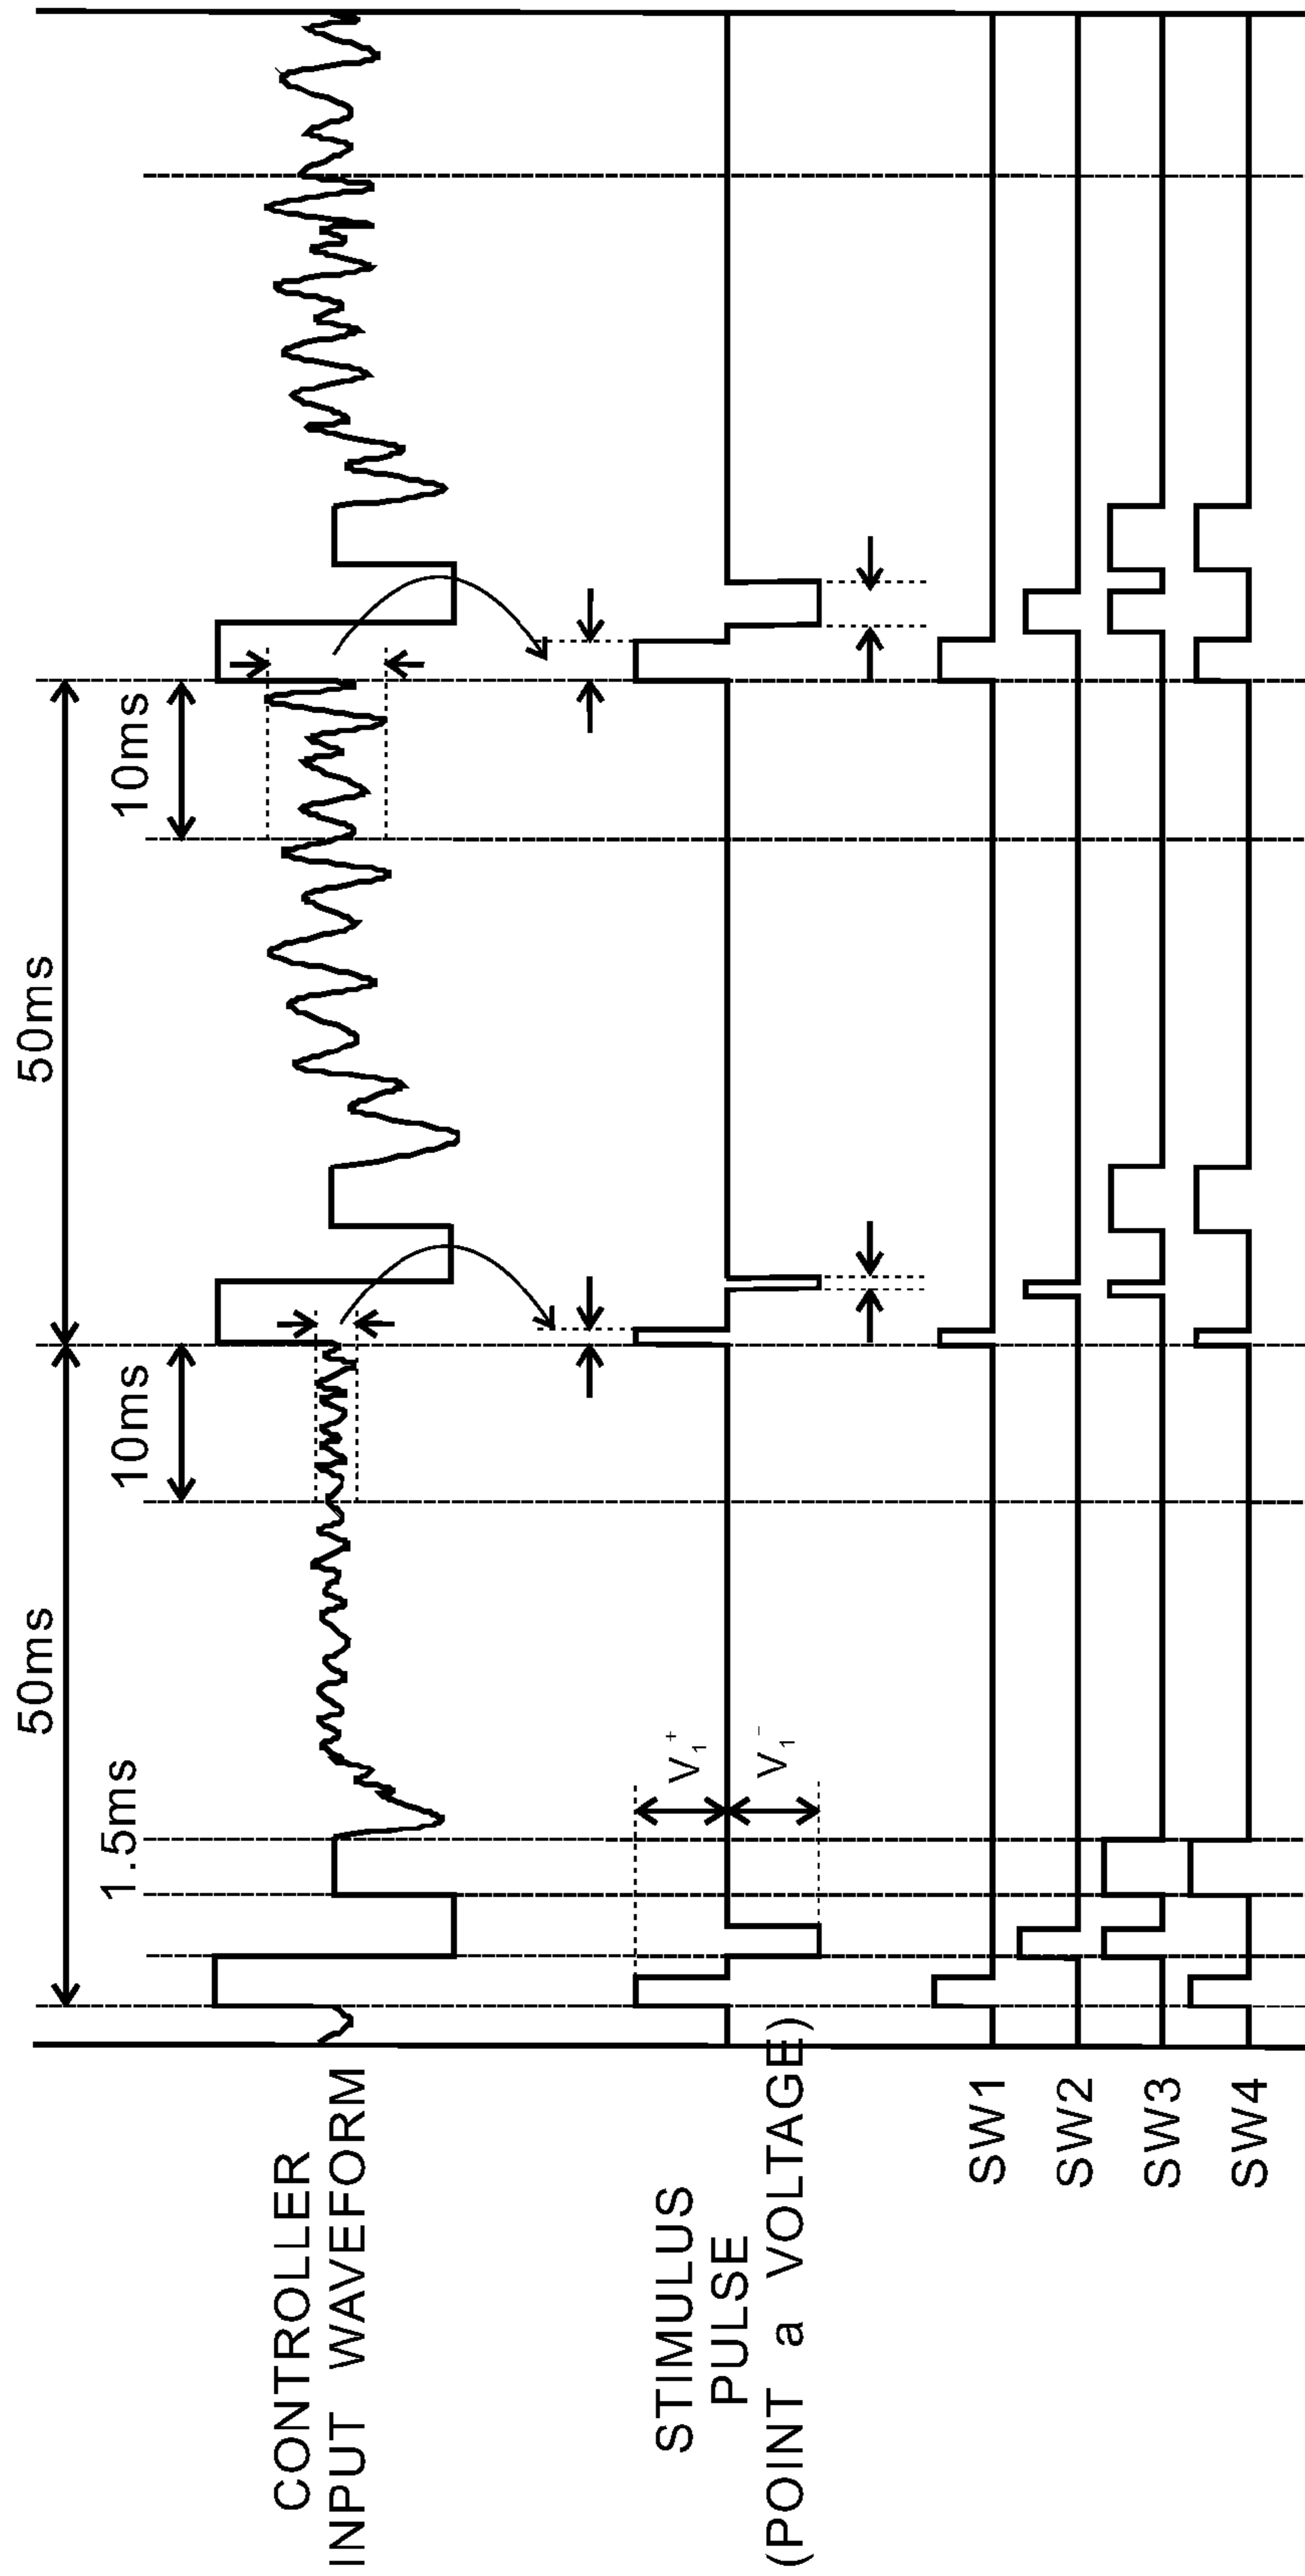 50ms
50ms
1.5ms
10ms
10ms
CONTROLLER
INPUT WAVEFORM
V₁⁺
V₁⁻
STIMULUS
PULSE
(POINT a VOLTAGE)
SW1
SW2
SW3
SW4